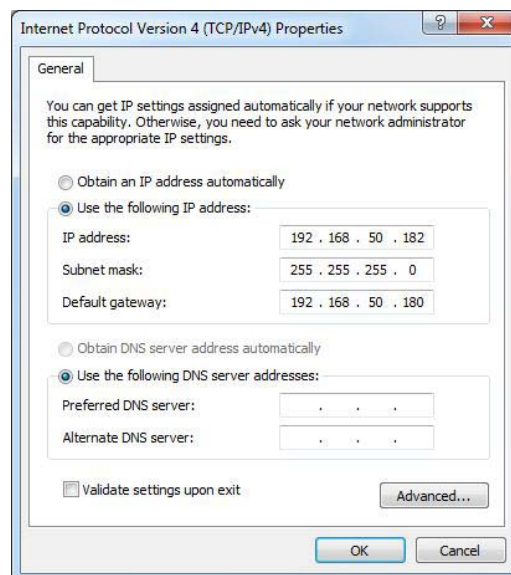 Internet Protocol Version 4 (TCP/IPv4) Properties
General
You can get IP settings assigned automatically if your network supports
this capability. Otherwise, you need to ask your network administrator
for the appropriate IP settings.
Obtain an IP address automatically
Use the following IP address:
IP address: 192 . 168 . 50 . 182
Subnet mask: 255 . 255 . 255 . 0
Default gateway: 192 . 168 . 50 . 180
Obtain DNS server address automatically
Use the following DNS server addresses:
Preferred DNS server: . . .
Alternate DNS server: . . .
Validate settings upon exit
Advanced...
OK Cancel